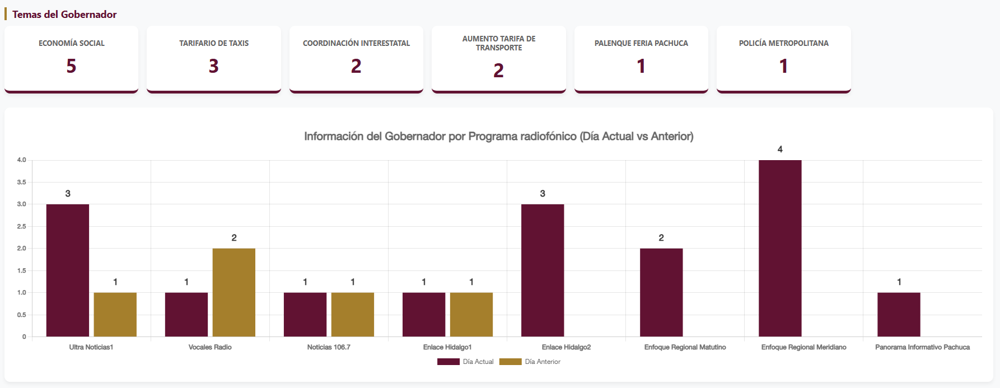 Temas del Gobernador
ECONOMÍA SOCIAL
5
TARIFARIO DE TAXIS
3
COORDINACIÓN INTERESTATAL
2
AUMENTO TARIFA DE
TRANSPORTE
2
PALENQUE FERIA PACHUCA
1
POLICÍA METROPOLITANA
1
Información del Gobernador por Programa radiofónico (Día Actual vs Anterior)
4.0
3.5
3.0
2.5
2.0
1.5
1.0
0.5
0
3
1
1
2
1
1
1
1
3
2
4
1
Ultra Noticias1
Vocales Radio
Noticias 106.7
Enlace Hidalgo1
Enlace Hidalgo2
Enfoque Regional Matutino
Enfoque Regional Meridiano
Panorama Informativo Pachuca
Día Actual
Día Anterior